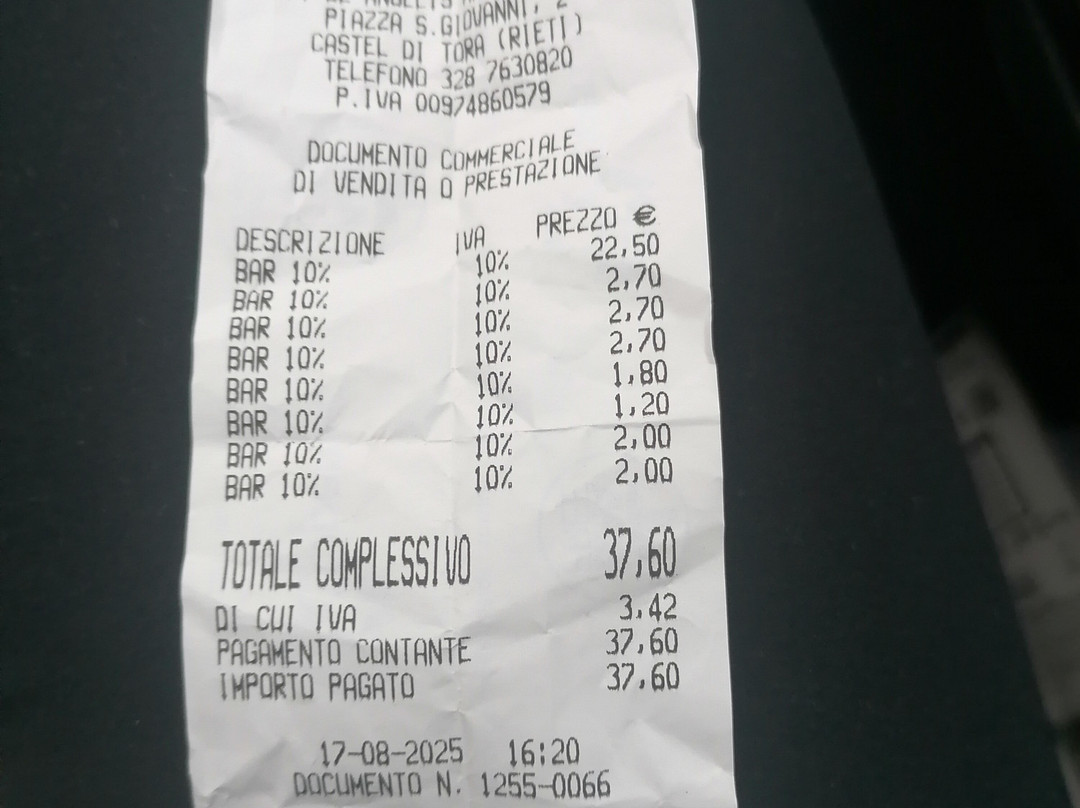 PIAZZA S.GIOVANNI, 2
CASTEL DI TORA (RIETI)
TELEFONO 328 7630820
P.IVA 00974860579
DOCUMENTO COMMERCIALE
DI VENDITA O PRESTAZIONE
DESCRIZIONE IVA PREZZO €
BAR 10% 10% 22,50
BAR 10% 10% 2,70
BAR 10% 10% 2,70
BAR 10% 10% 2,70
BAR 10% 10% 1,80
BAR 10% 10% 1,20
BAR 10% 10% 2,00
BAR 10% 10% 2,00
TOTALE COMPLESSIVO 37,60
DI CUI IVA 3,42
PAGAMENTO CONTANTE 37,60
IMPORTO PAGATO 37,60
17-08-2025 16:20
DOCUMENTO N. 1255-0066